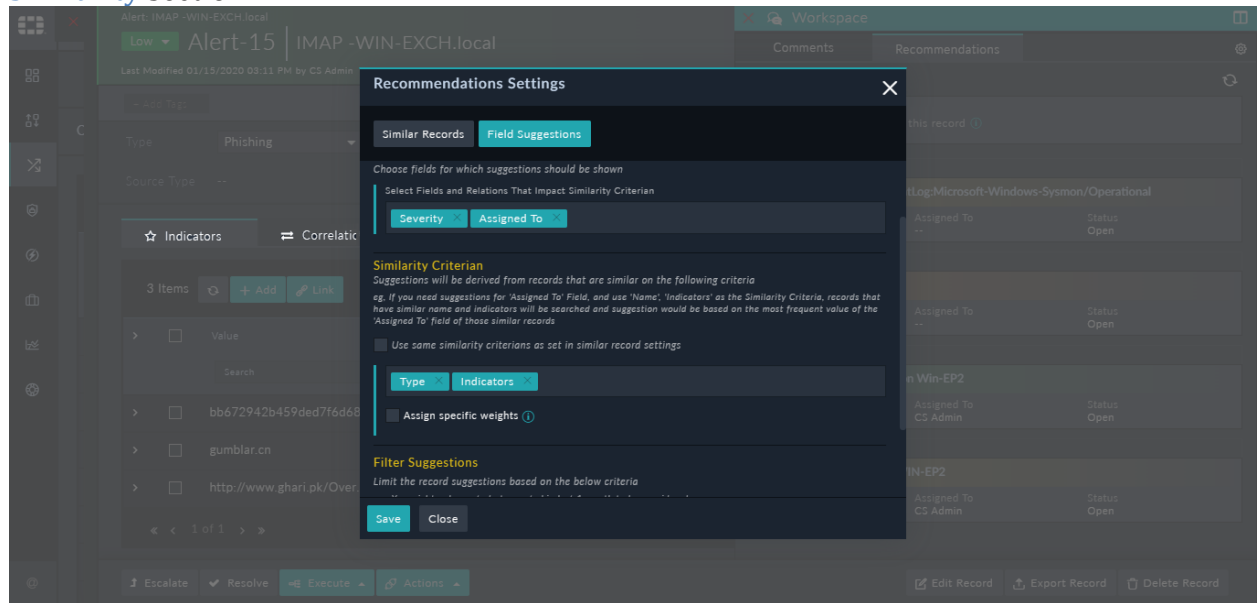 Alert: IMAP -WIN-EXCH.local
Workspace
Low Alert-15 IMAP -WIN-EXCH.local
Comments Recommendations
Last Modified 01/15/2020 03:11 PM by CS Admin
Recommendations Settings
+ Add Tags
this record
Type Phishing
Similar Records Field Suggestions
Choose fields for which suggestions should be shown
Source Type --
Select Fields and Relations That Impact Similarity Criterian
tLog:Microsoft-Windows-Sysmon/Operational
Severity × Assigned To ×
Assigned To Status
-- Open
Indicators Correlatic
Similarity Criterian
Suggestions will be derived from records that are similar on the following criteria
3 Items + Add Link
eg. If you need suggestions for 'Assigned To' Field, and use 'Name', 'Indicators' as the Similarity Criteria, records that
have similar name and indicators will be searched and suggestion would be based on the most frequent value of the
'Assigned To' field of those similar records
Assigned To Status
-- Open
Value
Use same similarity criterians as set in similar record settings
Search
Type × Indicators ×
n Win-EP2
Assigned To Status
CS Admin Open
bb672942b459ded7f6d68
Assign specific weights
gumblar.cn
Filter Suggestions
IN-EP2
Limit the record suggestions based on the below criteria
http://www.ghari.pk/Over
Assigned To Status
CS Admin Open
Save Close
1 of 1
Escalate Resolve Execute Actions Edit Record Export Record Delete Record